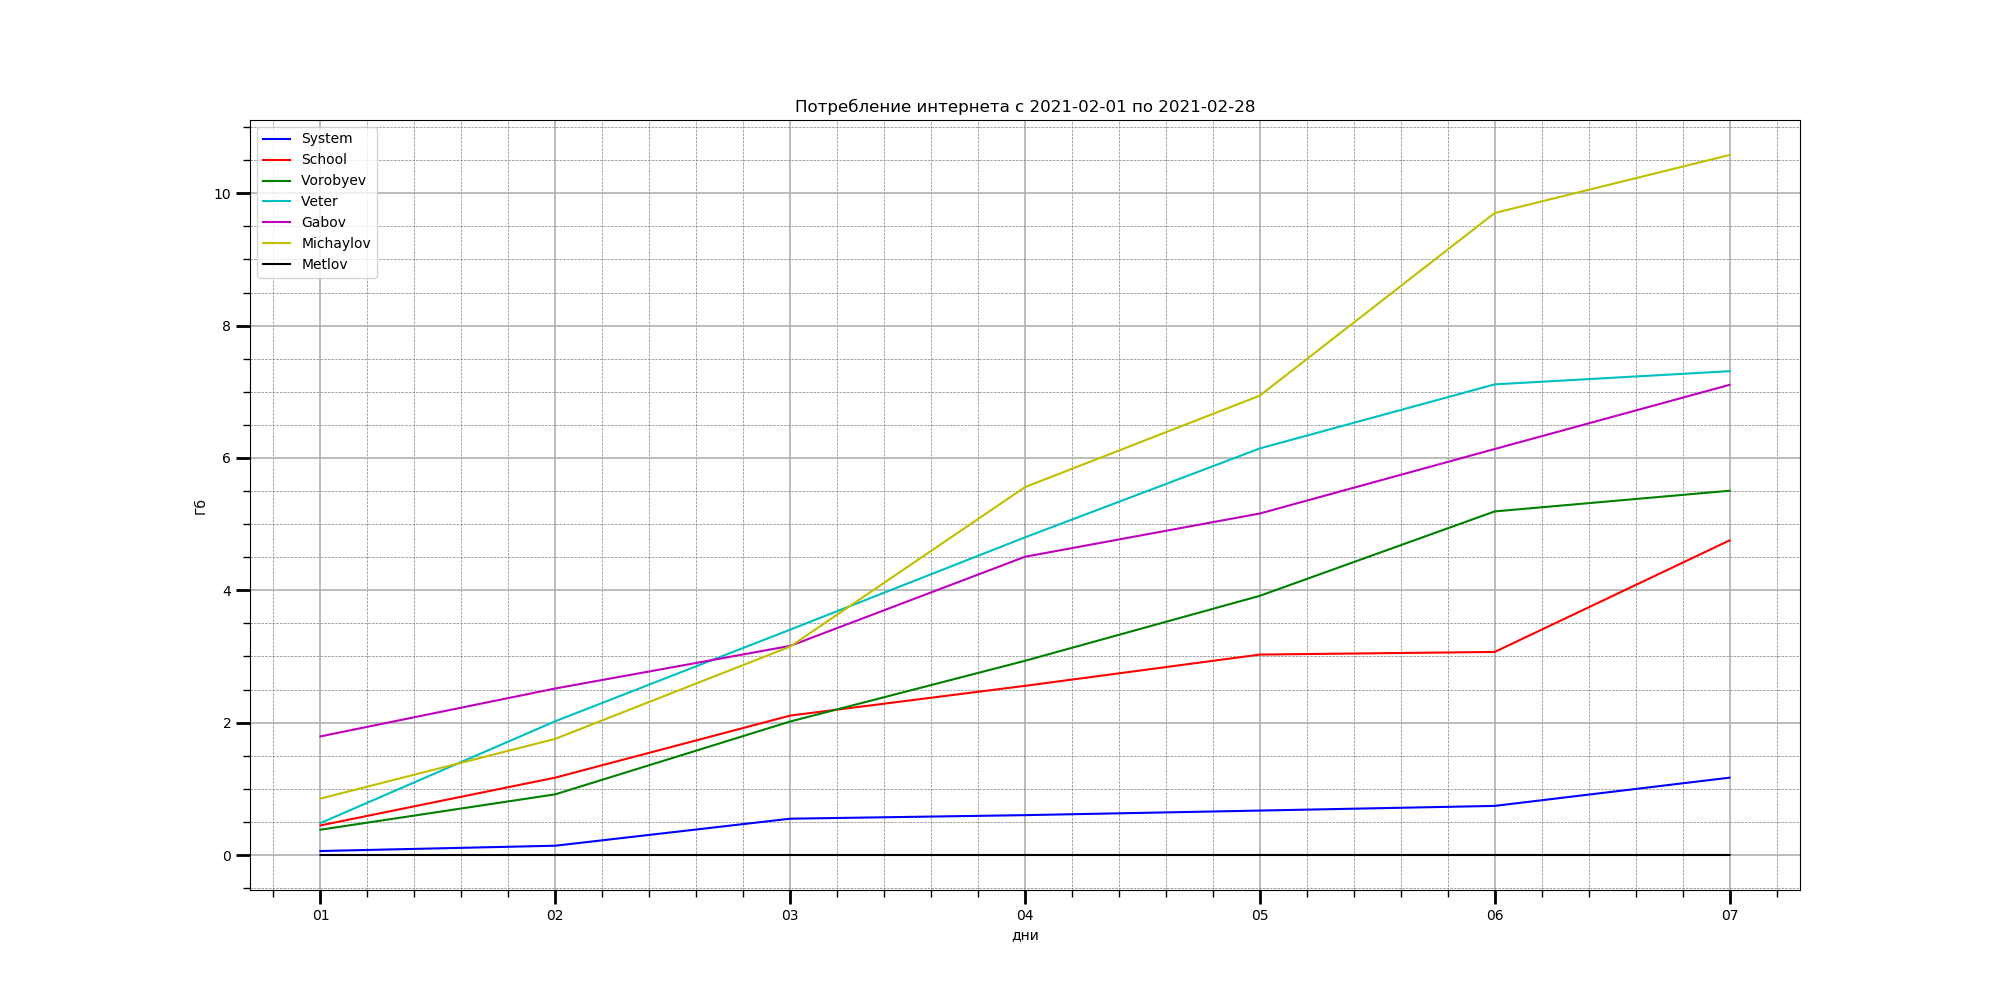 Потребление интернета с 2021-02-01 по 2021-02-28
System
School
Vorobyev
Veter
Gabov
Michaylov
Metlov
10
8
6
4
2
0
Гб
01 02 03 04 05 06 07
дни